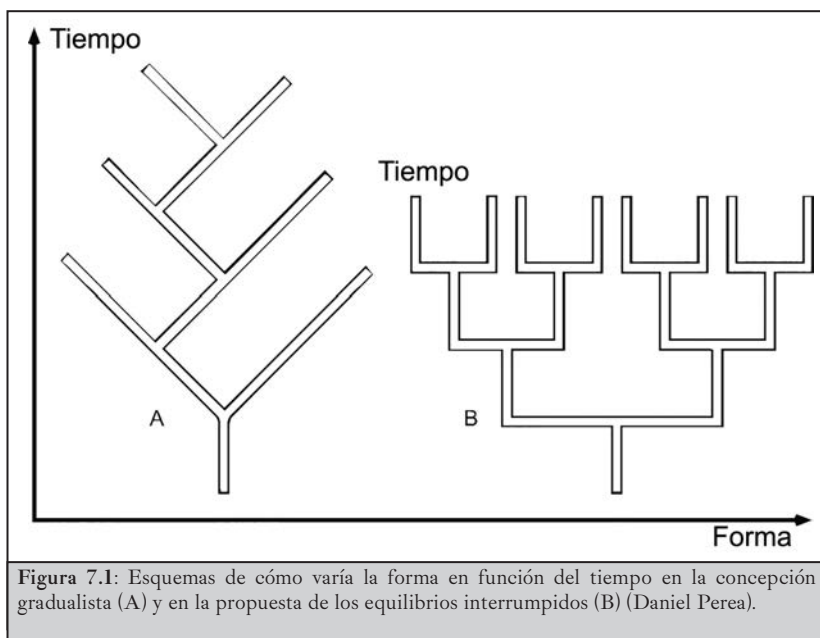 Tiempo
Tiempo
A
B
Forma
Figura 7.1: Esquemas de cómo varía la forma en función del tiempo en la concepción
gradualista (A) y en la propuesta de los equilibrios interrumpidos (B) (Daniel Perea).